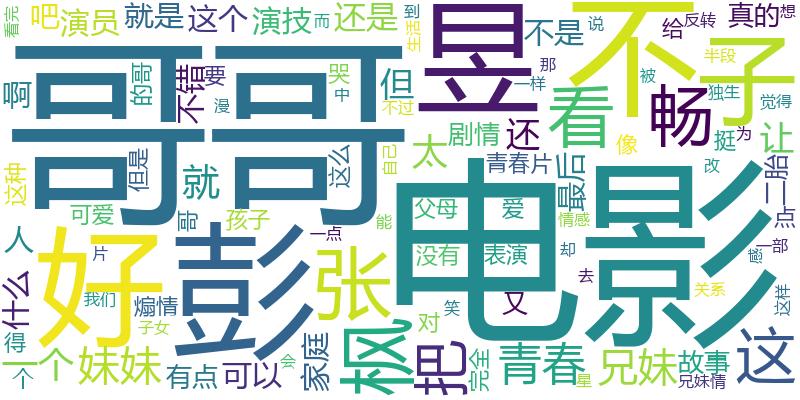 看完
吧
演员
就是
这个
演技
而
还是
生活
到
昱
不
不是
说
给
反转
真的
想
哥哥
啊
的哥
不错
要
漫
哭
中
但
不过
那
一样
半段
被
独生
觉得
子
畅
看
剧情
还
太
像
挺
为
让
这种
但是
就
这么
自己
青春片
最后
改
二胎
点
可爱
哥
孩子
父母
爱
情感
能
人
好
彭
一点
电影
没有
表演
却
去
感
一部
片
我们
煽情
张
什么
子女
笑
又
对
关系
这样
得
一个
一个
妹妹
有点
可以
会
家庭
枫
把
完全
青春
星
兄妹
故事
兄妹情
这